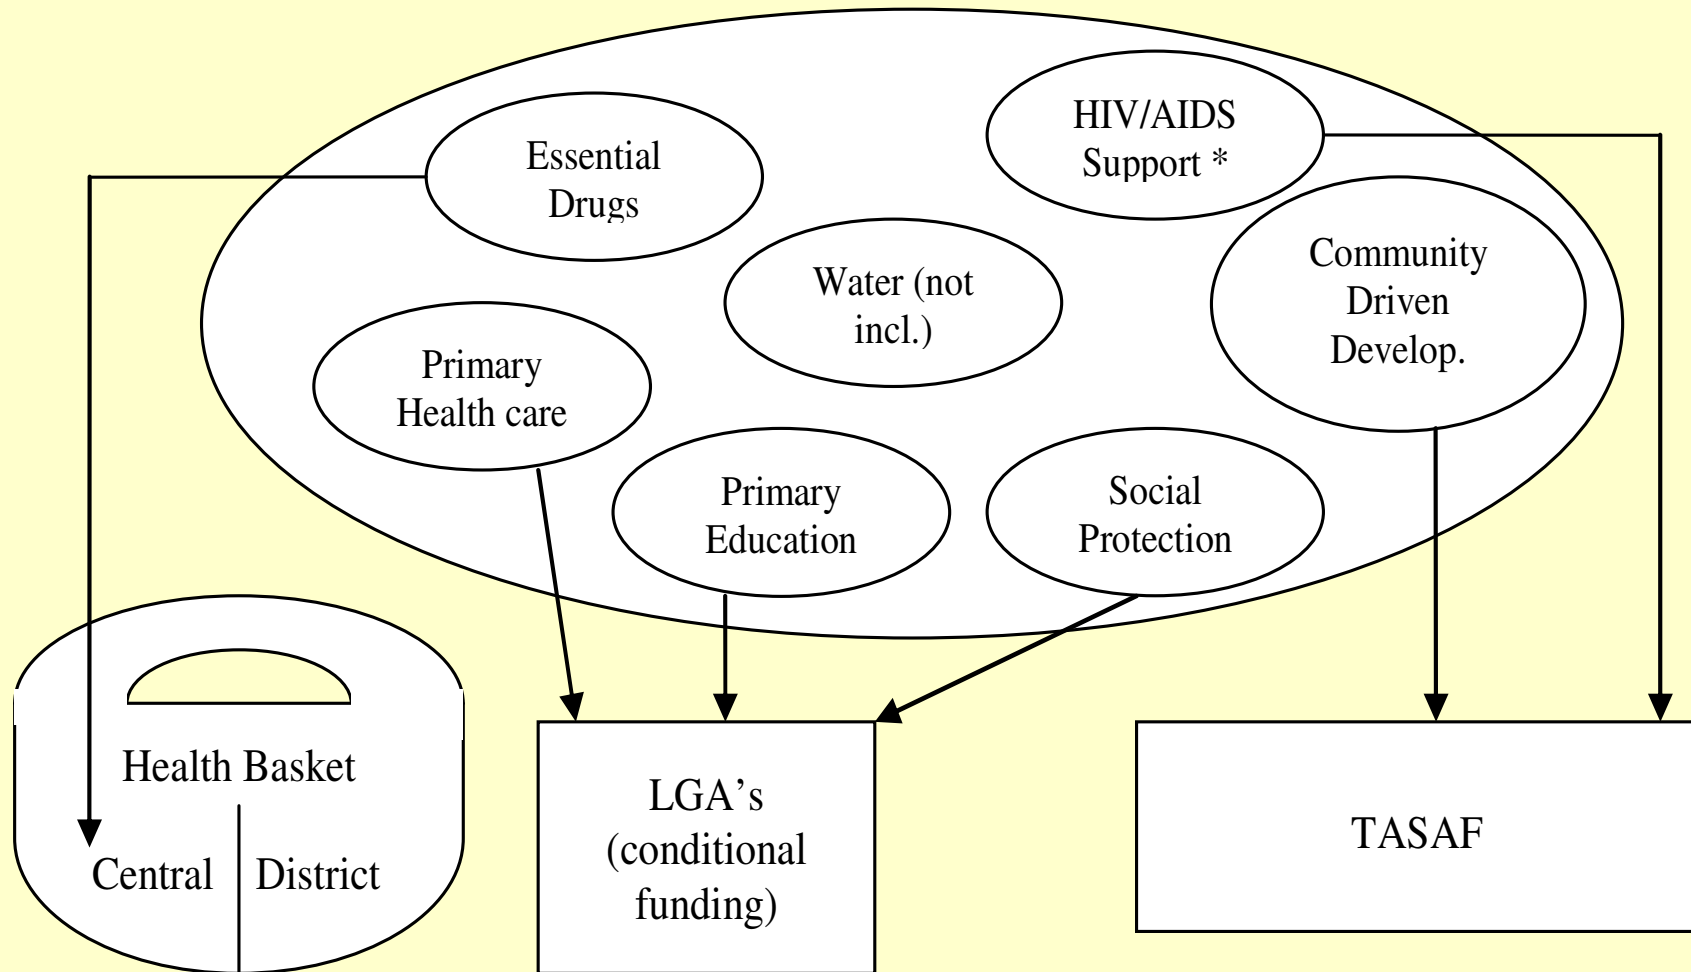 HIV/AIDS
Support *
Essential
Drugs
Community
Driven
Develop.
Water (not
incl.)
Primary
Health care
Primary
Education
Social
Protection
Health Basket
Central
District
LGA’s
(conditional
funding)
TASAF